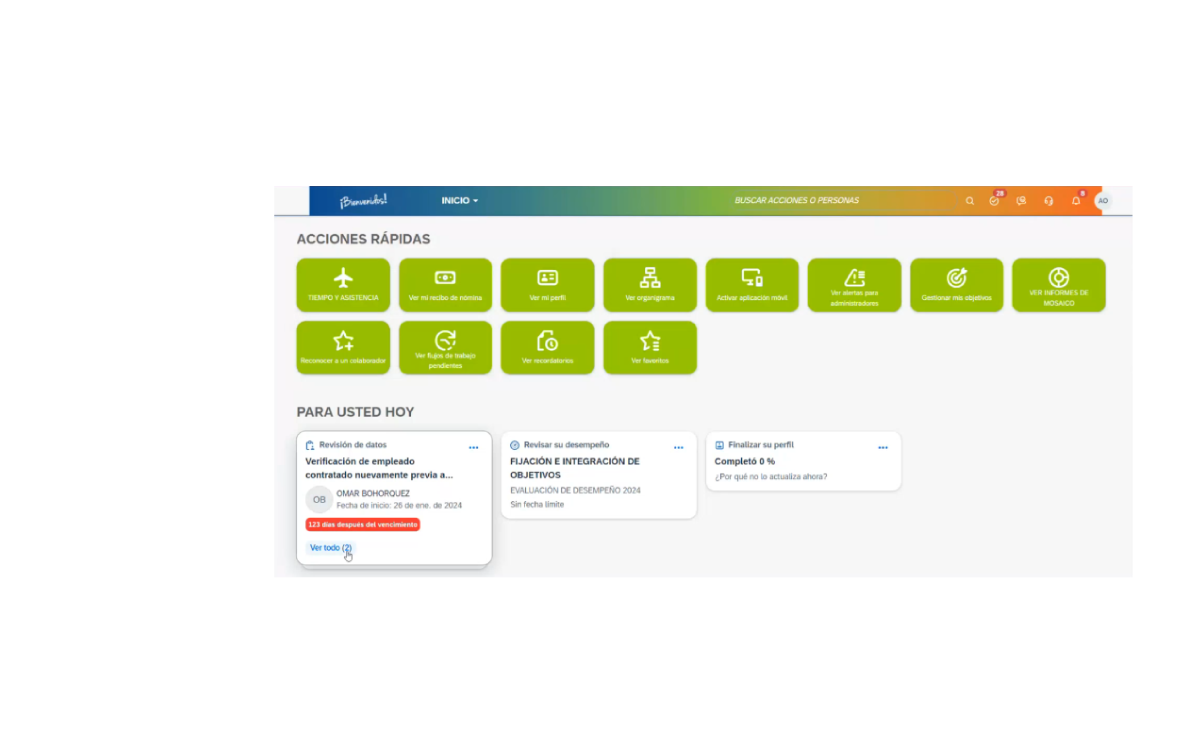 ¡Bienvenidos!
INICIO
BUSCAR ACCIONES O PERSONAS
28
8
AO
ACCIONES RÁPIDAS
TIEMPO Y ASISTENCIA
Ver mi recibo de nómina
Ver mi perfil
Ver organigrama
Activar aplicación móvil
Ver alertas para
administradores
Gestionar mis objetivos
VER INFORMES DE
MOSAICO
Reconocer a un colaborador
Ver flujos de trabajo
pendientes
Ver recordatorios
Ver favoritos
PARA USTED HOY
Revisión de datos
Verificación de empleado
contratado nuevamente previa a...
OB
OMAR BOHORQUEZ
Fecha de inicio: 26 de ene. de 2024
123 días después del vencimiento
Ver todo (2)
Revisar su desempeño
FIJACIÓN E INTEGRACIÓN DE
OBJETIVOS
EVALUACIÓN DE DESEMPEÑO 2024
Sin fecha límite
Finalizar su perfil
Completó 0 %
¿Por qué no lo actualiza ahora?